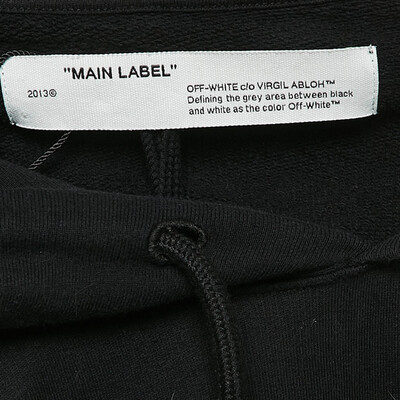 "MAIN LABEL"
2013©
OFF-WHITE c/o VIRGIL ABLOH™
Defining the grey area between black
and white as the color Off-White™